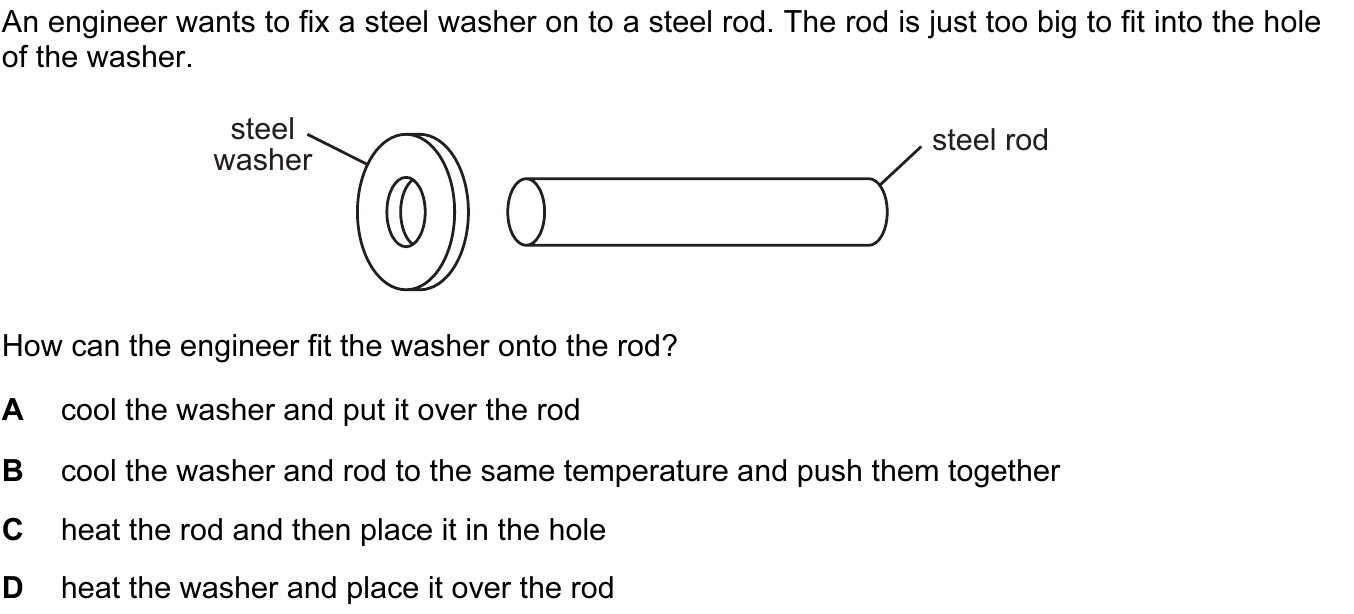 An engineer wants to fix a steel washer on to a steel rod. The rod is just too big to fit into the hole
of the washer.
steel
washer
steel rod
How can the engineer fit the washer onto the rod?
A cool the washer and put it over the rod
B cool the washer and rod to the same temperature and push them together
C heat the rod and then place it in the hole
D heat the washer and place it over the rod